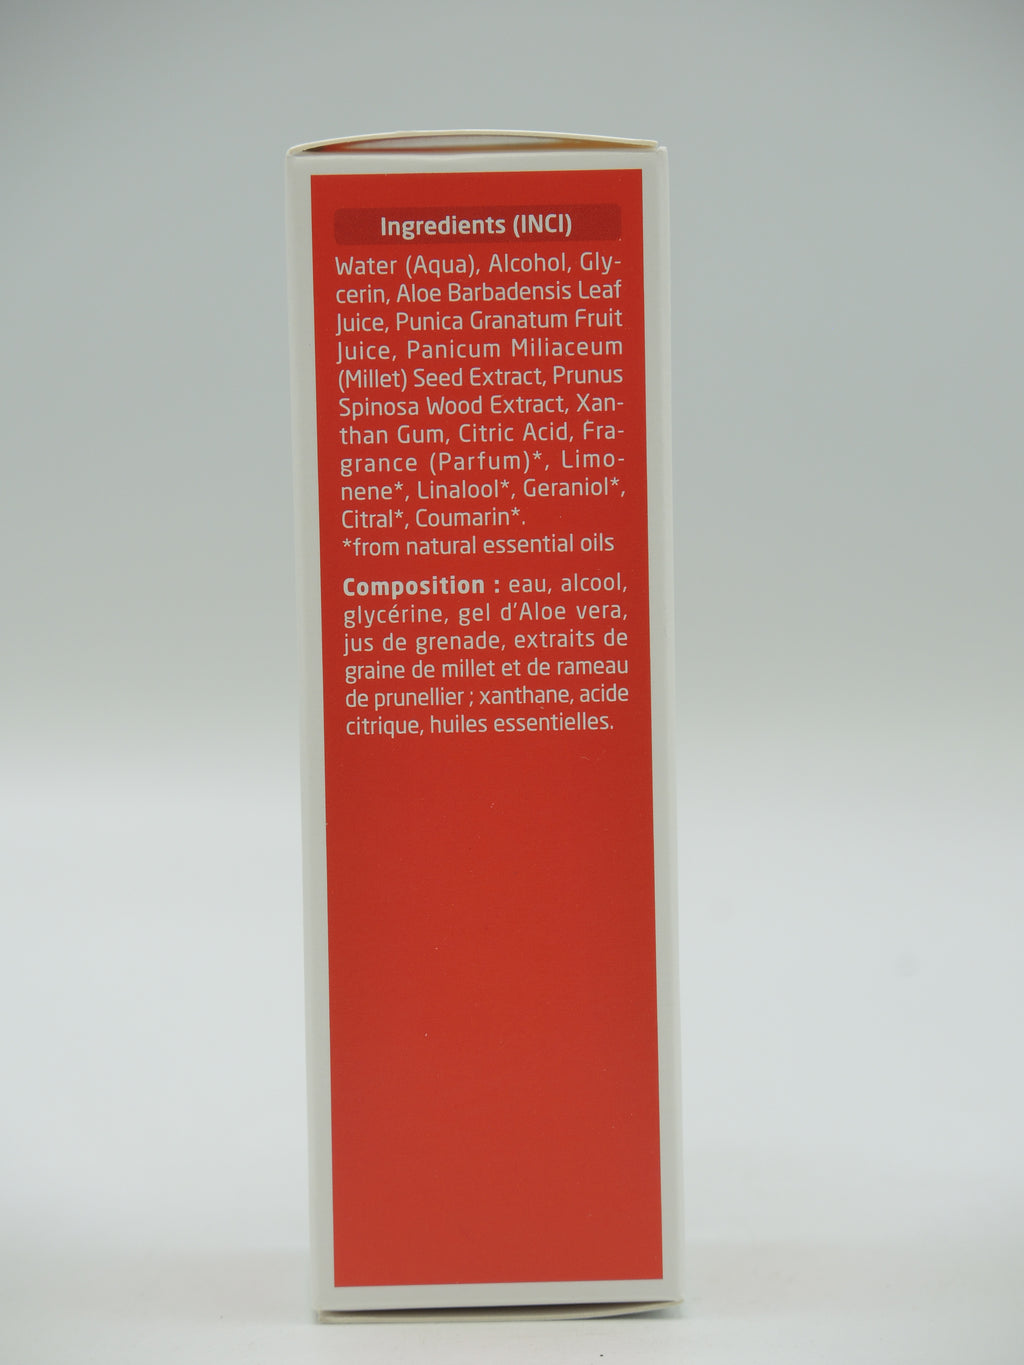 Ingredients (INCI)
Water (Aqua), Alcohol, Gly-
cerin, Aloe Barbadensis Leaf
Juice, Punica Granatum Fruit
Juice, Panicum Miliaceum
(Millet) Seed Extract, Prunus
Spinosa Wood Extract, Xan-
than Gum, Citric Acid, Fra-
grance (Parfum)*, Limo-
nene*, Linalool*, Geraniol*,
Citral*, Coumarin*.
*from natural essential oils
Composition : eau, alcool,
glycérine, gel d'Aloe vera,
jus de grenade, extraits de
graine de millet et de rameau
de prunellier ; xanthane, acide
citrique, huiles essentielles.